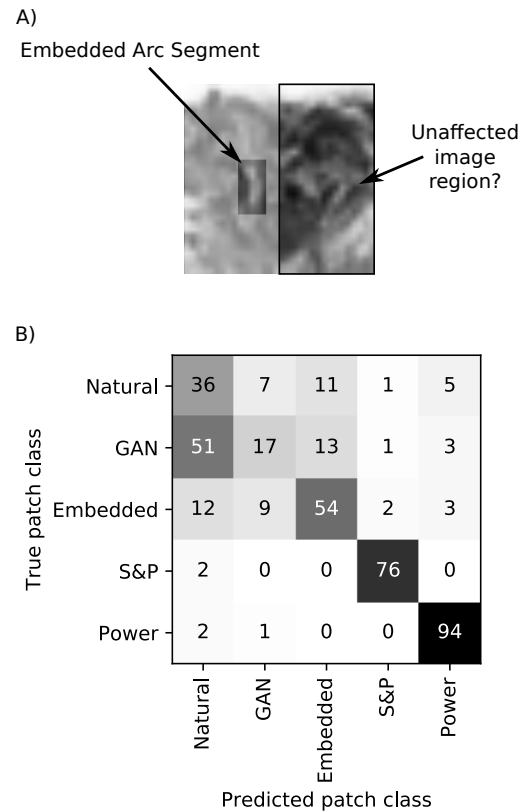 A)
Embedded Arc Segment
Unaffected
image
region?
B)
True patch class
Natural 36 7 11 1 5
GAN 51 17 13 1 3
Embedded 12 9 54 2 3
S&P 2 0 0 76 0
Power 2 1 0 0 94
Natural GAN Embedded S&P Power
Predicted patch class